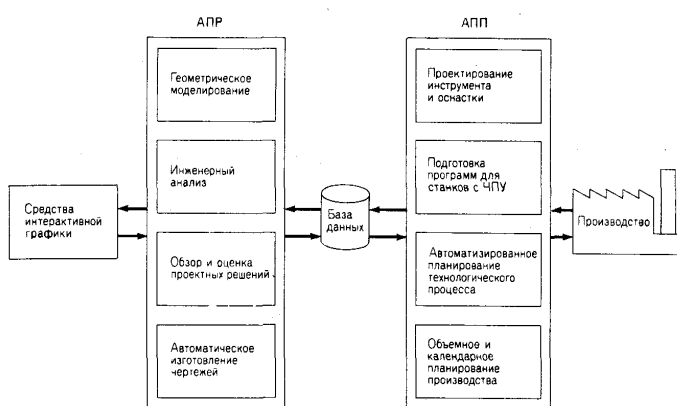 АПР
АПП
Геометрическое
моделирование
Инженерный
анализ
Обзор и оценка
проектных решений
Автоматическое
изготовление
чертежей
Средства
интерактивной
графики
База
данных
Проектирование
инструмента
и оснастки
Подготовка
программ для
станков с ЧПУ
Автоматизированное
планирование
технологического
процесса
Объемное и
календарное
планирование
производства
Производство